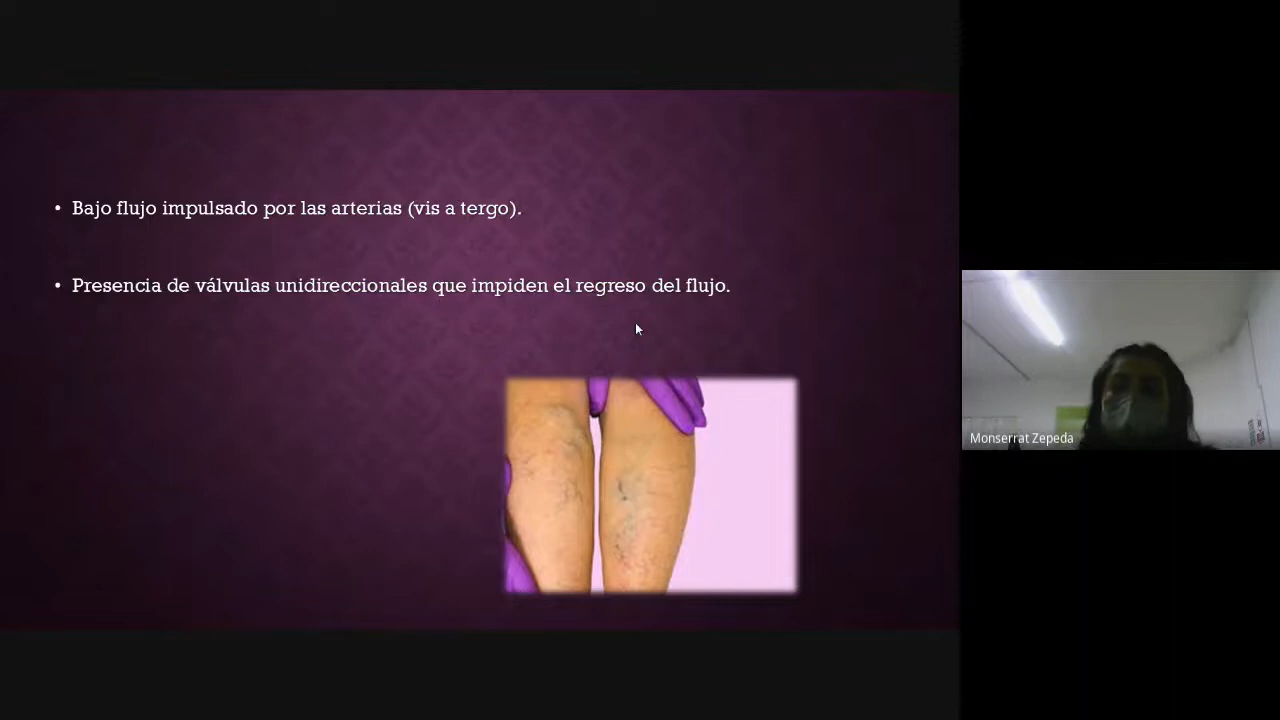 • Bajo flujo impulsado por las arterias (vis a tergo).
• Presencia de válvulas unidireccionales que impiden el regreso del flujo.
Monserrat Zepeda